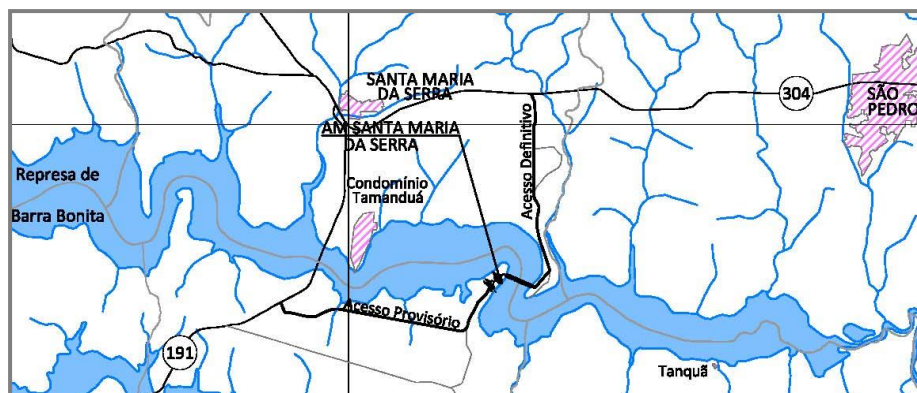 SANTA MARIA
DA SERRA
304
SÃO
PEDRO
AM SANTA MARIA
DA SERRA
Acesso Definitivo
Represa de
Barra Bonita
Condomínio
Tamanduá
Acesso Provisório
191
Tanquã